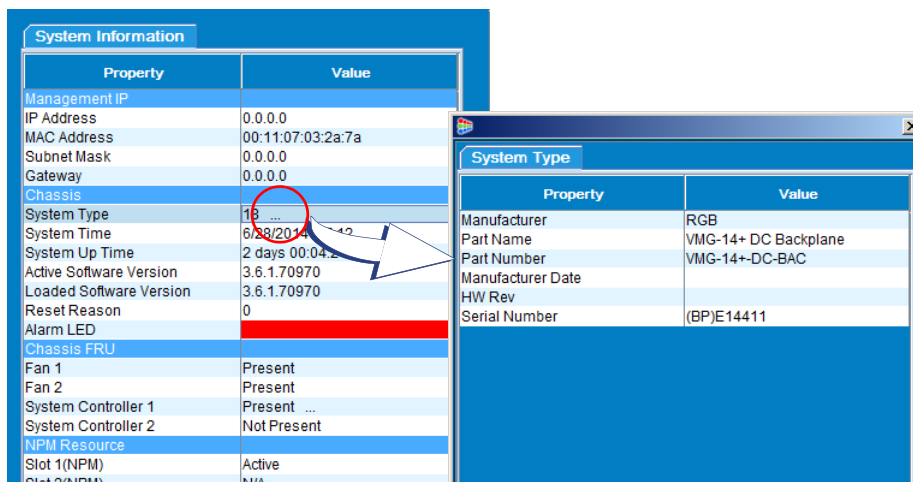 System Information
Property Value
Management IP
IP Address 0.0.0.0
MAC Address 00:11:07:03:2a:7a
Subnet Mask 0.0.0.0
Gateway 0.0.0.0
Chassis
System Type 18 ...
System Time 6/28/2014
System Up Time 2 days 00:04:2
Active Software Version 3.6.1.70970
Loaded Software Version 3.6.1.70970
Reset Reason 0
Alarm LED
Chassis FRU
Fan 1 Present
Fan 2 Present
System Controller 1 Present ...
System Controller 2 Not Present
NPM Resource
Slot 1(NPM) Active
Slot 2(NPM) N/A
System Type
Property Value
Manufacturer RGB
Part Name VMG-14+ DC Backplane
Part Number VMG-14+-DC-BAC
Manufacturer Date
HW Rev
Serial Number (BP)E14411